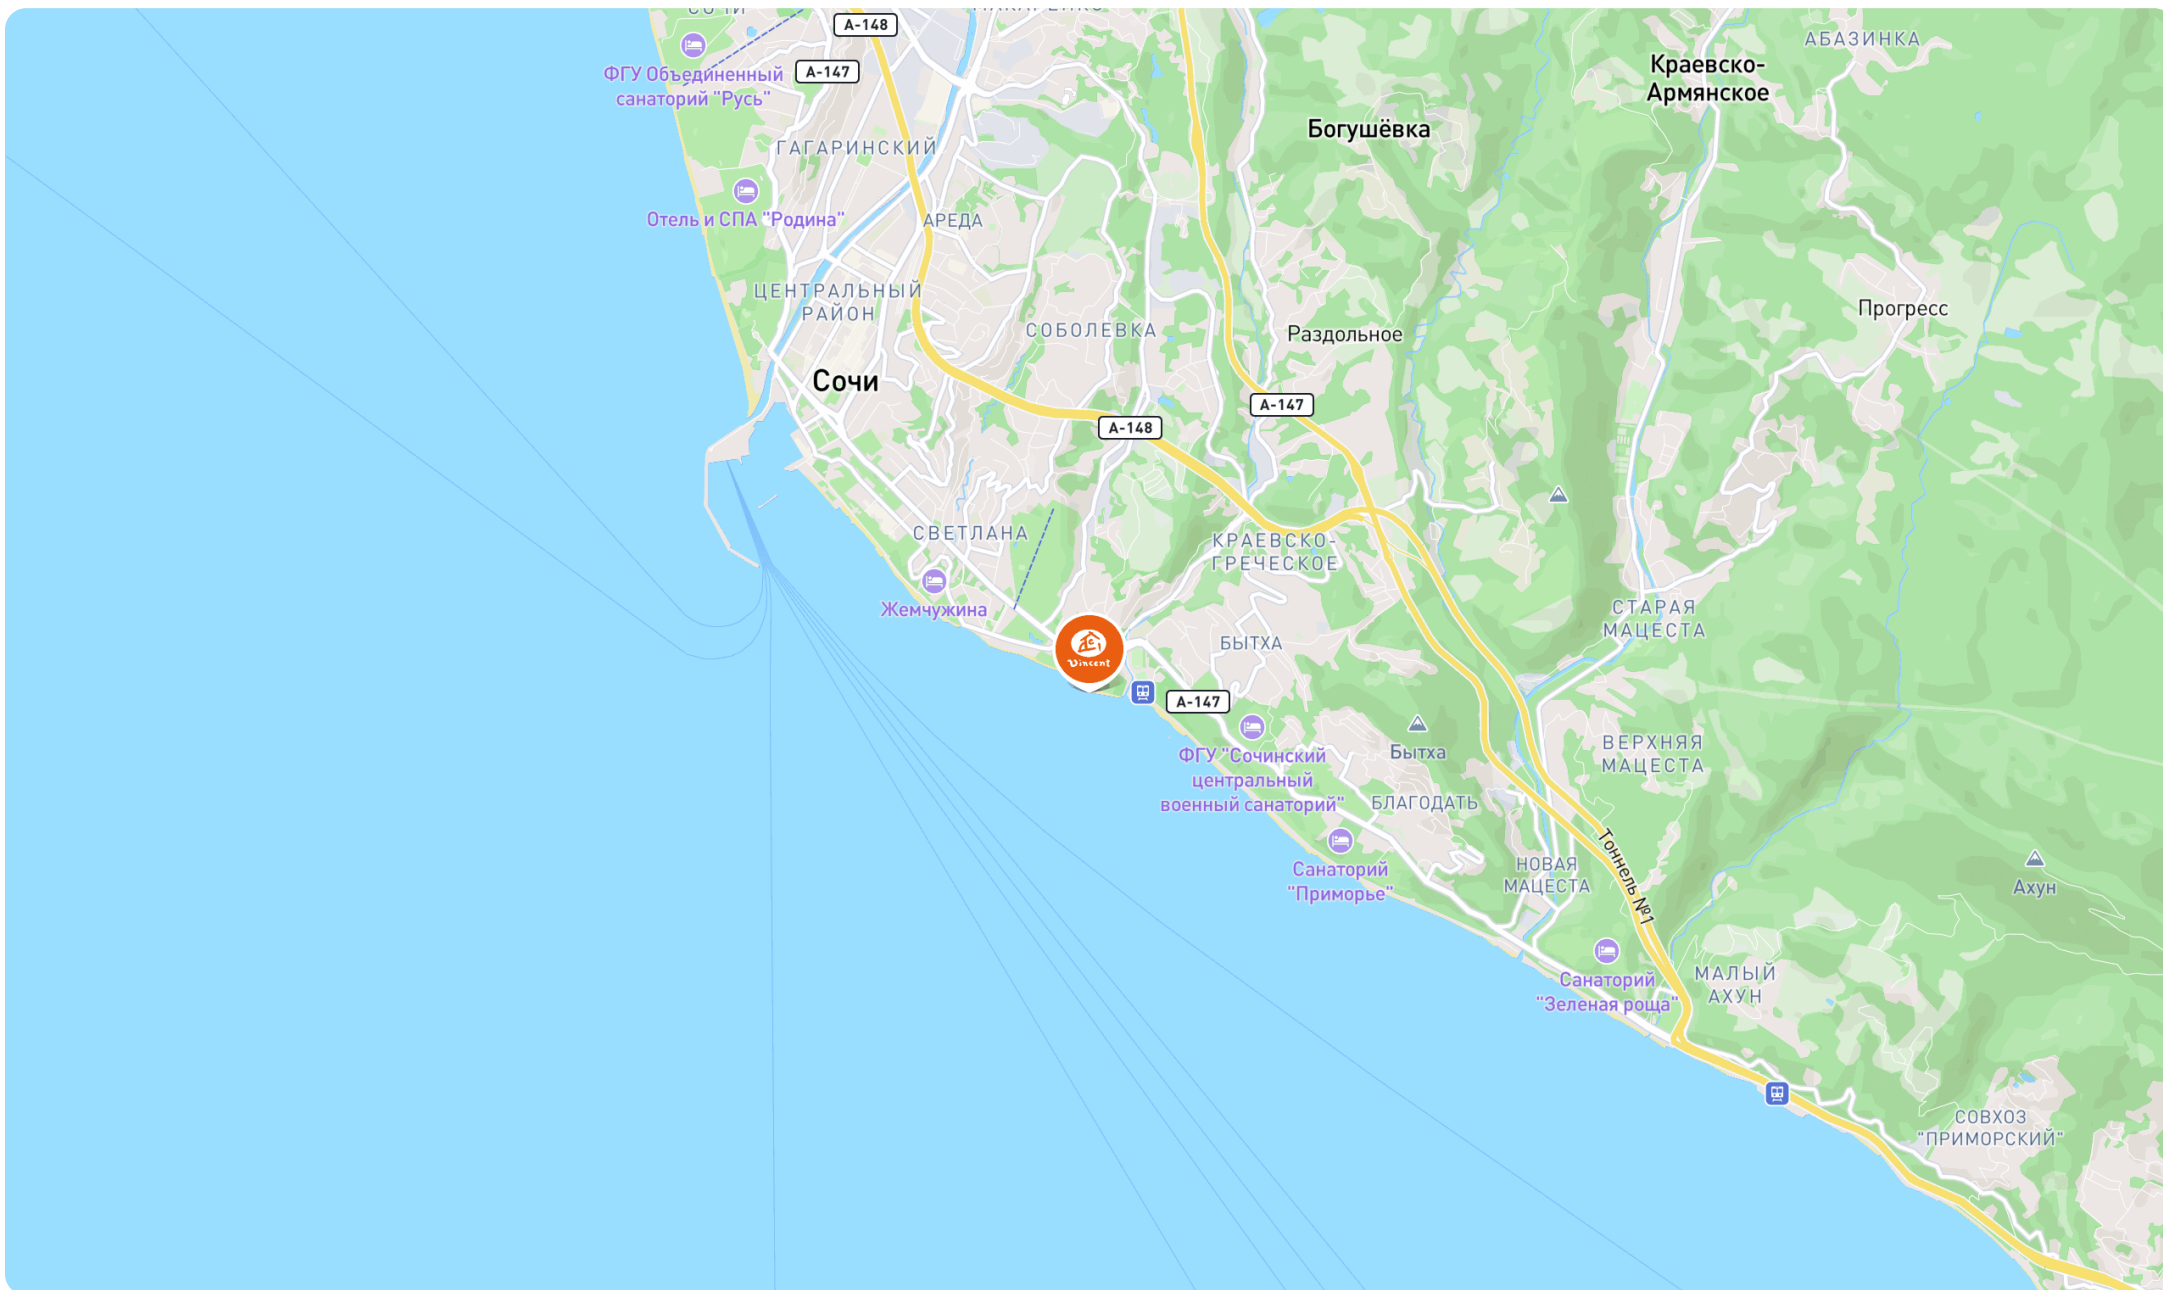 СОЧИ
МАКАРЕНКО
А-148
АБАЗИНКА
ФГУ Объединенный
санаторий "Русь"
А-147
Краевско-
Армянское
Богушёвка
ГАГАРИНСКИЙ
Отель и СПА "Родина"
АРЕДА
ЦЕНТРАЛЬНЫЙ
РАЙОН
СОБОЛЕВКА
Раздольное
Прогресс
Сочи
А-147
А-148
СВЕТЛАНА
КРАЕВСКО-
ГРЕЧЕСКОЕ
Жемчужина
СТАРАЯ
МАЦЕСТА
БЫТХА
Vincent
А-147
ФГУ "Сочинский
центральный
военный санаторий"
Бытха
ВЕРХНЯЯ
МАЦЕСТА
БЛАГОДАТЬ
Санаторий
"Приморье"
НОВАЯ
МАЦЕСТА
Тоннель №1
Ахун
Санаторий
"Зеленая роща"
МАЛЫЙ
АХУН
СОВХОЗ
"ПРИМОРСКИЙ"